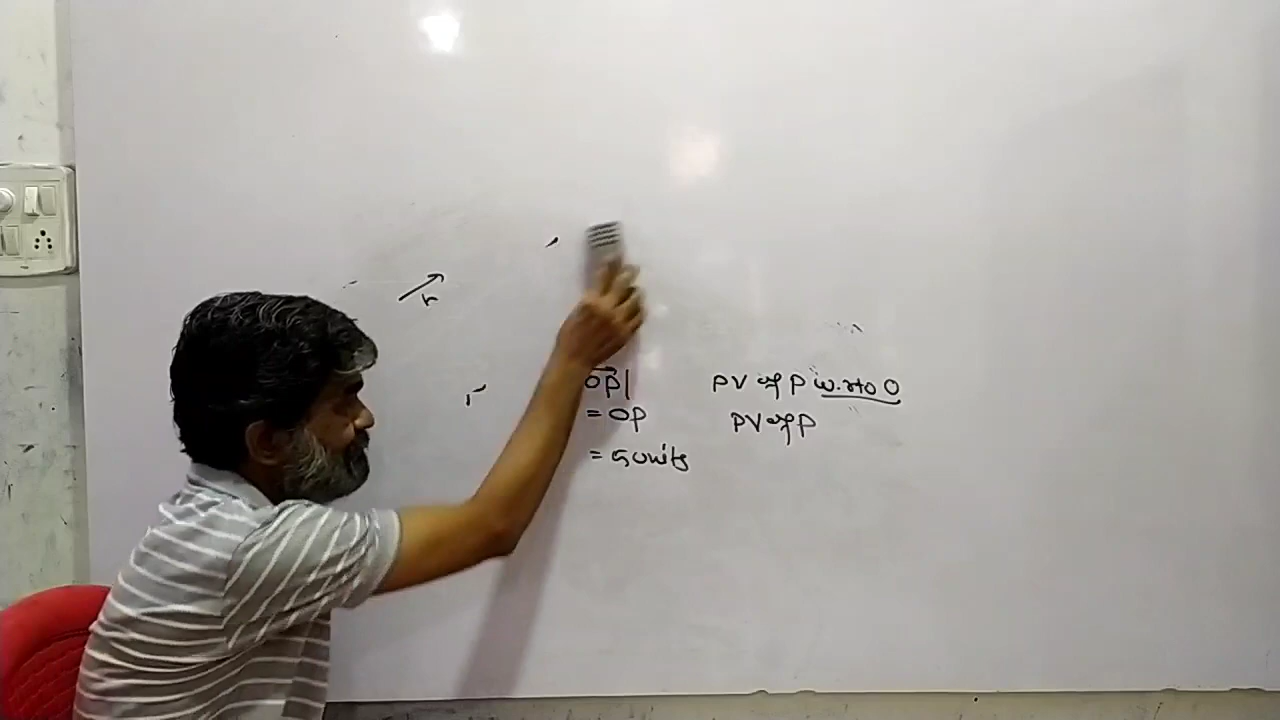 r
OP|
= OP
= 5 units
PV of P w.r to O
PV of P